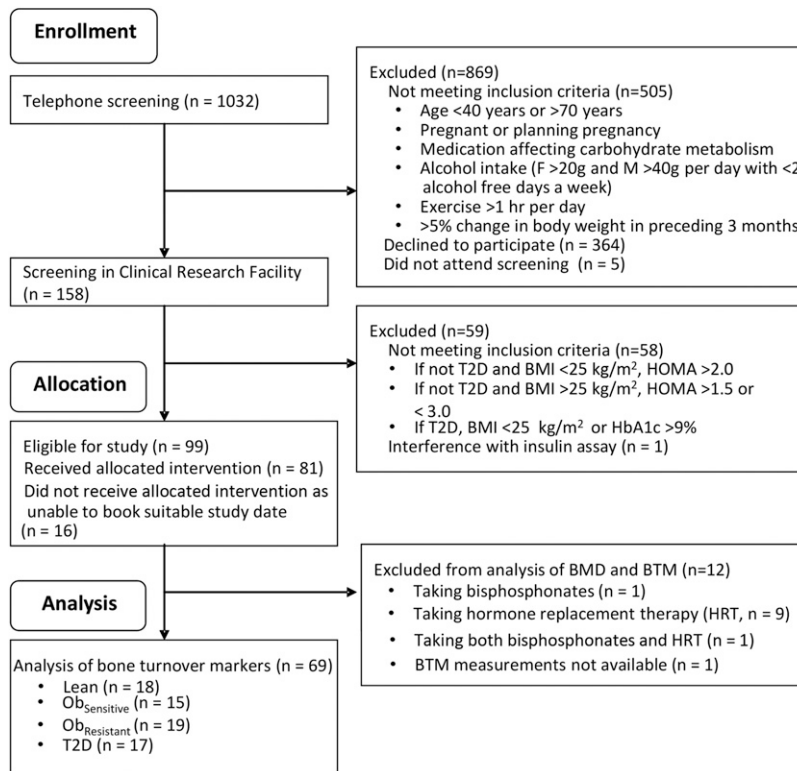 Enrollment
Telephone screening (n = 1032)
Excluded (n=869)
Not meeting inclusion criteria (n=505)
• Age <40 years or >70 years
• Pregnant or planning pregnancy
• Medication affecting carbohydrate metabolism
• Alcohol intake (F >20g and M >40g per day with <2
alcohol free days a week)
• Exercise >1 hr per day
• >5% change in body weight in preceding 3 months
Declined to participate (n = 364)
Did not attend screening (n = 5)
Screening in Clinical Research Facility
(n = 158)
Excluded (n=59)
Not meeting inclusion criteria (n=58)
• If not T2D and BMI <25 kg/m², HOMA >2.0
• If not T2D and BMI >25 kg/m², HOMA >1.5 or
< 3.0
• If T2D, BMI <25 kg/m² or HbA1c >9%
Interference with insulin assay (n = 1)
Allocation
Eligible for study (n = 99)
Received allocated intervention (n = 81)
Did not receive allocated intervention as
unable to book suitable study date
(n = 16)
Excluded from analysis of BMD and BTM (n=12)
• Taking bisphosphonates (n = 1)
• Taking hormone replacement therapy (HRT, n = 9)
• Taking both bisphosphonates and HRT (n = 1)
• BTM measurements not available (n = 1)
Analysis
Analysis of bone turnover markers (n = 69)
• Lean (n = 18)
• ObSensitive (n = 15)
• ObResistant (n = 19)
• T2D (n = 17)